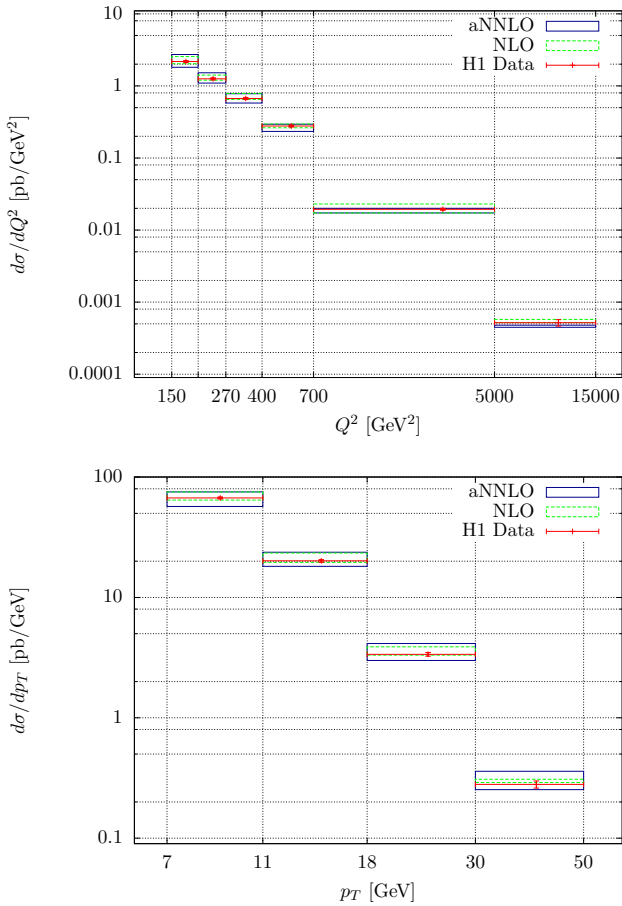 10
1
0.1
0.01
0.001
0.0001
dσ/dQ² [pb/GeV²]
aNNLO
NLO
H1 Data
150 270 400 700 5000 15000
Q² [GeV²]
100
10
1
0.1
dσ/dp_T [pb/GeV]
aNNLO
NLO
H1 Data
7 11 18 30 50
p_T [GeV]